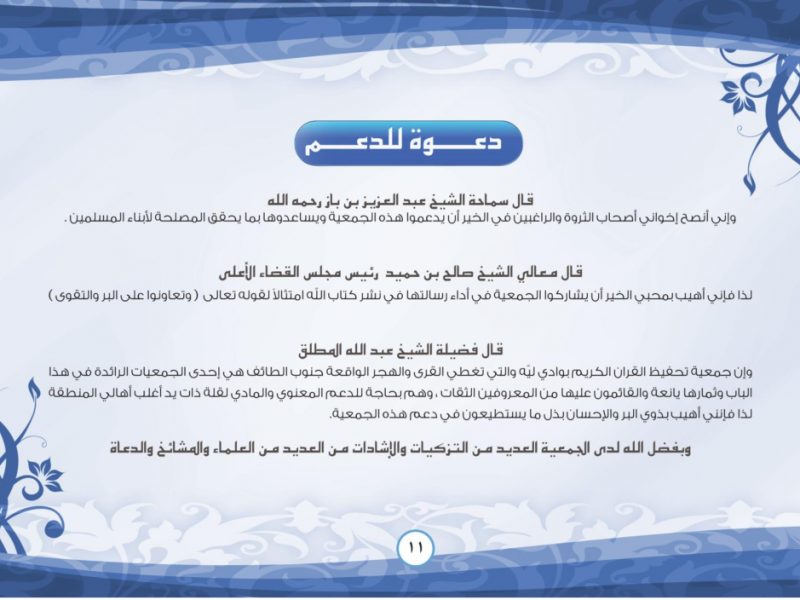 دعوة للدعم
قال سماحة الشيخ عبد العزيز بن باز رحمه الله
وإني أنصح إخواني أصحاب الثروة والراغبين في الخير أن يدعموا هذه الجمعية ويساعدوها بما يحقق المصلحة لأبناء المسلمين .
قال معالي الشيخ صالح بن حميد رئيس مجلس القضاء الأعلى
لذا فإني أهيب بمحبي الخير أن يشاركوا الجمعية في أداء رسالتها في نشر كتاب الله امتثالاً لقوله تعالى ( وتعاونوا على البر والتقوى )
قال فضيلة الشيخ عبد الله المطلق
وإن جمعية تحفيظ القران الكريم بوادي ليّه والتي تغطي القرى والهجر الواقعة جنوب الطائف هي إحدى الجمعيات الرائدة في هذا
الباب وثمارها يانعة والقائمون عليها من المعروفين الثقات ، وهم بحاجة للدعم المعنوي والمادي لقلة ذات يد أغلب أهالي المنطقة
لذا فإنني أهيب بذوي البر والإحسان بذل ما يستطيعون في دعم هذه الجمعية.
وبفضل الله لدى الجمعية العديد من التزكيات والإشادات من العديد من العلماء والمشائخ والدعاة
١١